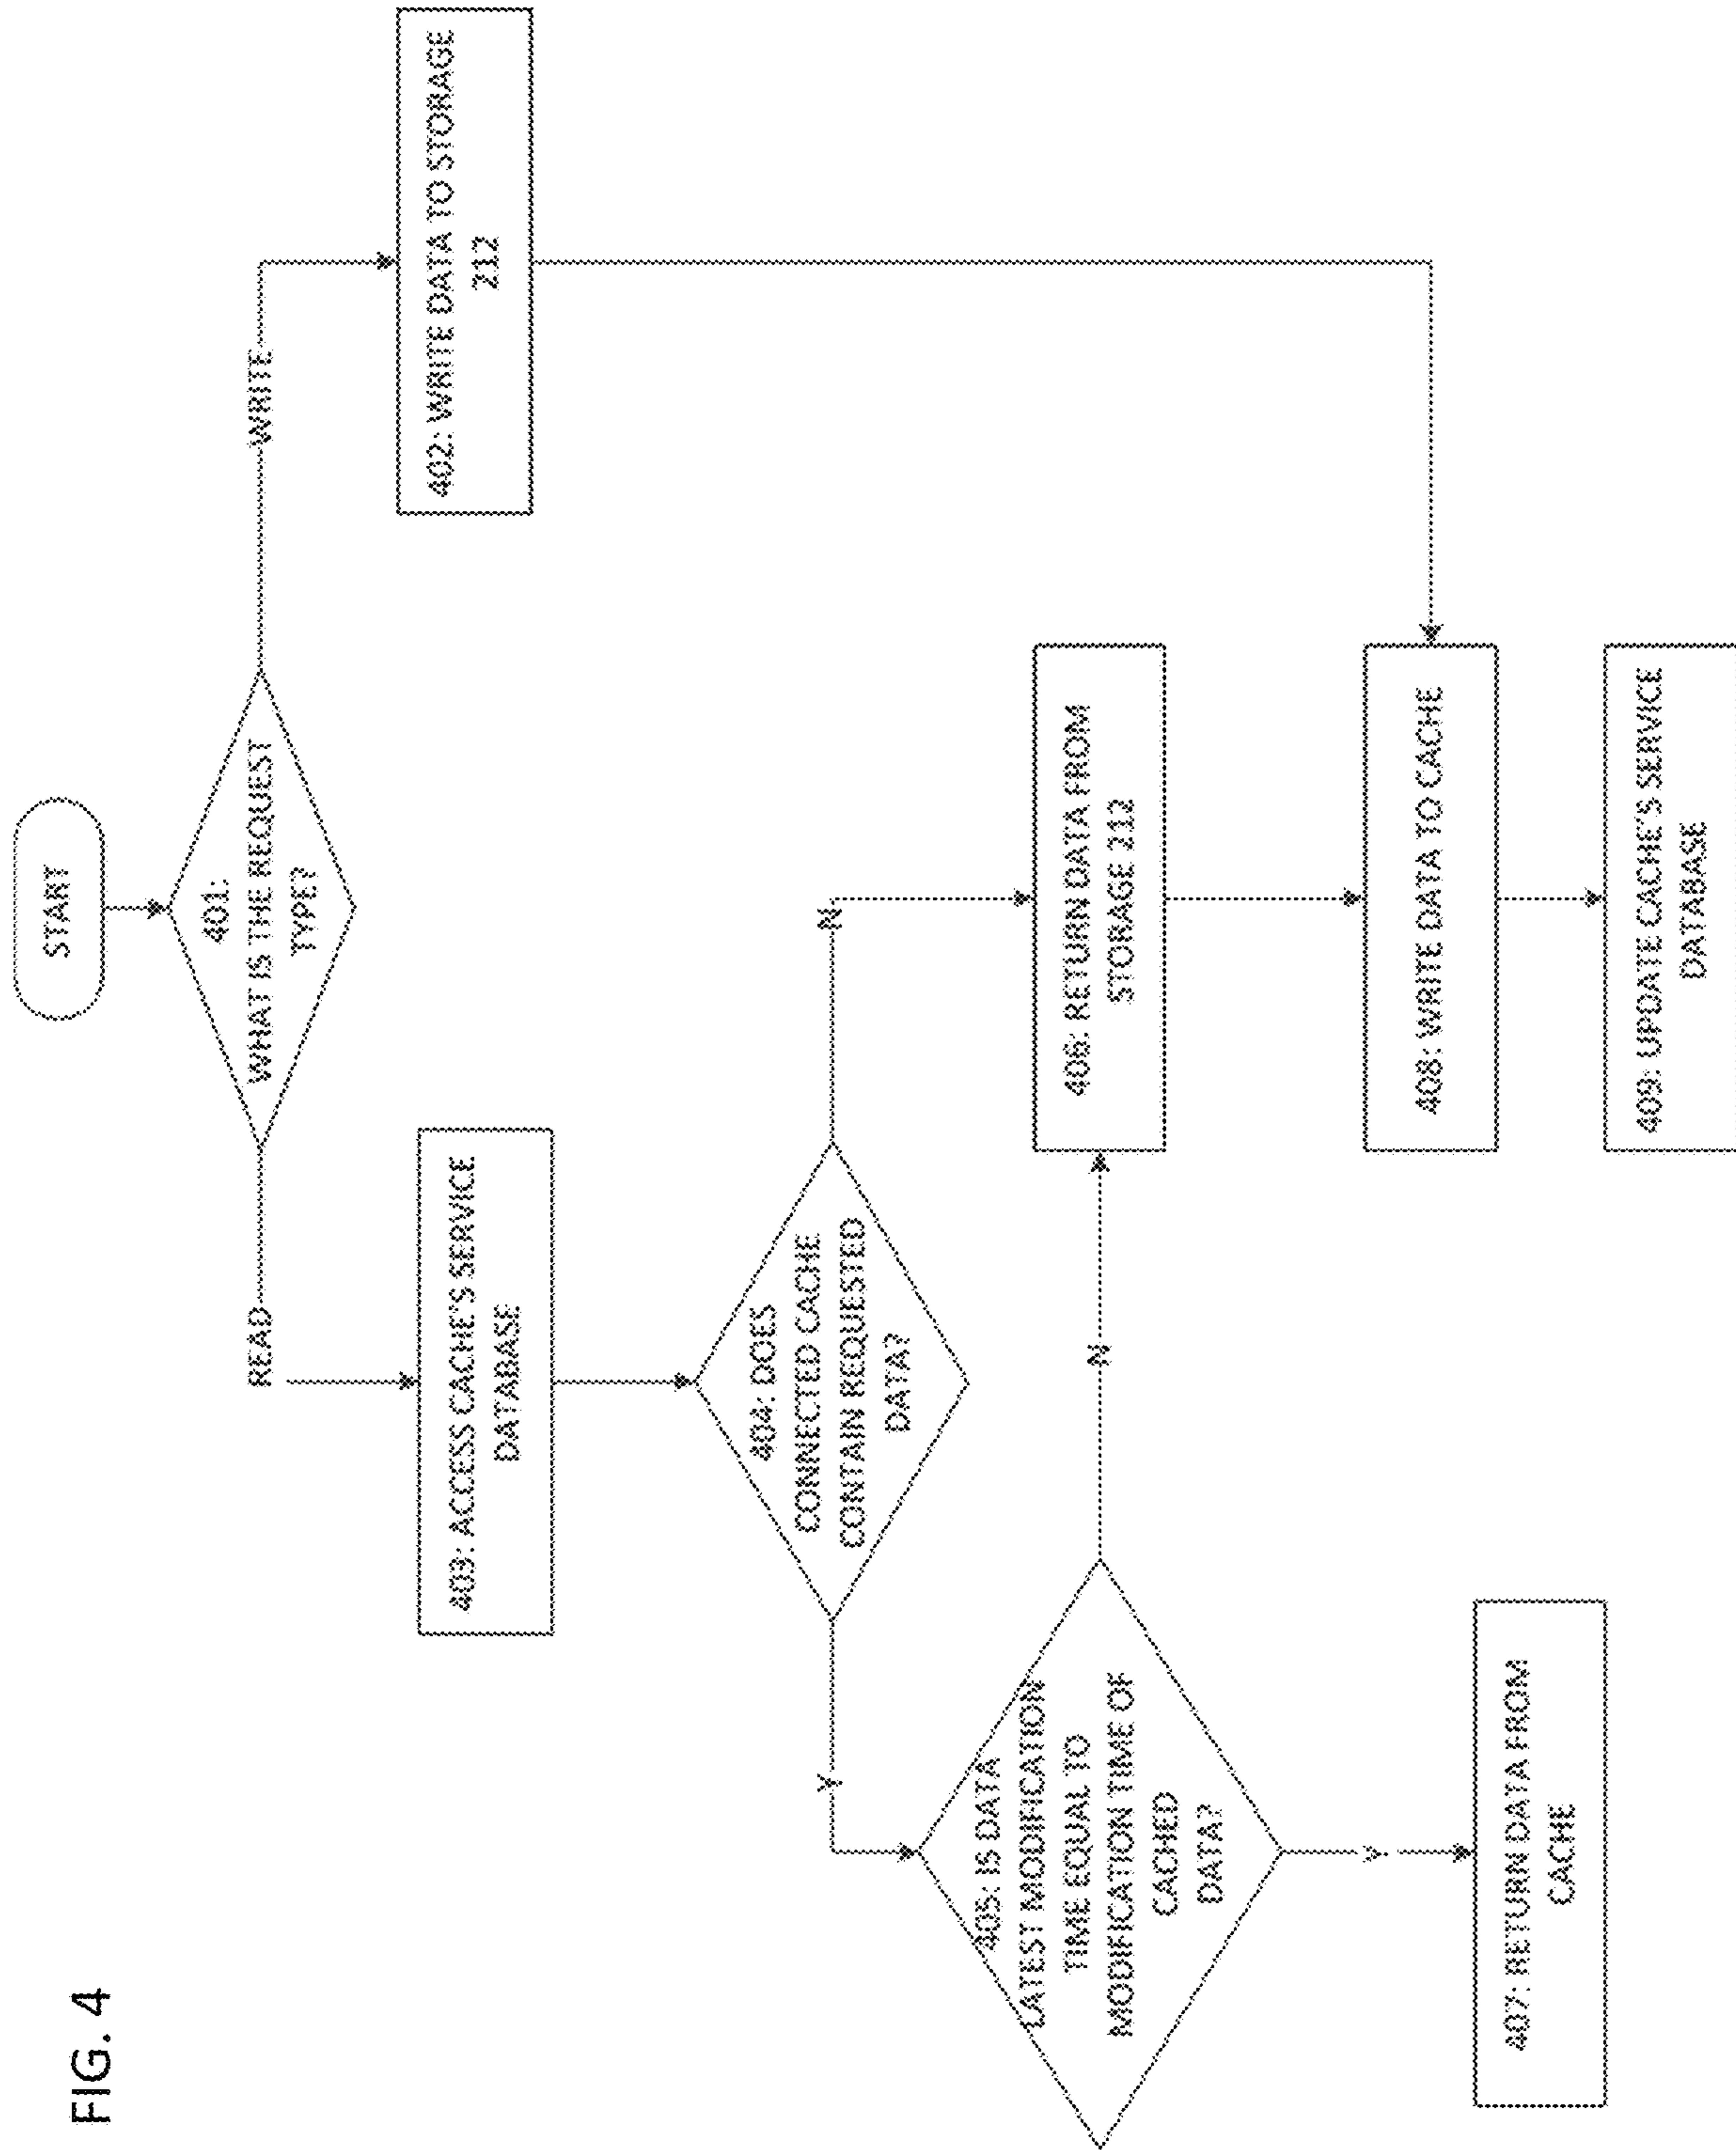 FIG. 4
START
401:
WHAT IS THE REQUEST
TYPE?
READ
WRITE
402: WRITE DATA TO STORAGE
212
403: ACCESS CACHE'S SERVICE
DATABASE
404: DOES
CONNECTED CACHE
CONTAIN REQUESTED
DATA?
Y
N
405: IS DATA
LATEST MODIFICATION
TIME EQUAL TO
MODIFICATION TIME OF
CACHED
DATA?
N
Y
406: RETURN DATA FROM
STORAGE 212
407: RETURN DATA FROM
CACHE
408: WRITE DATA TO CACHE
409: UPDATE CACHE'S SERVICE
DATABASE